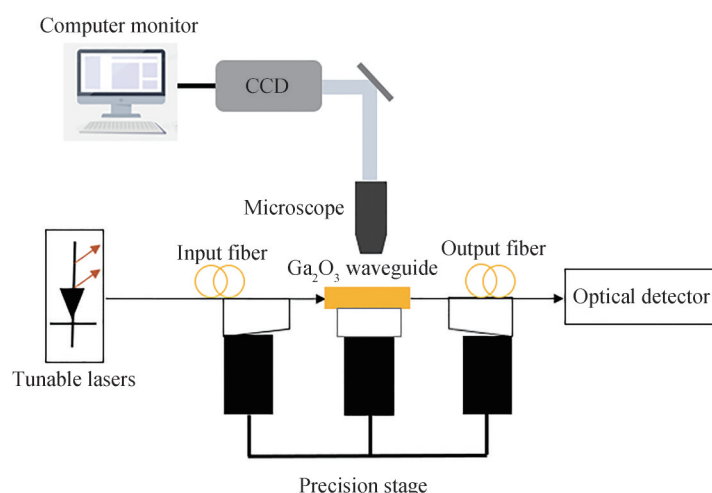 Computer monitor
CCD
Microscope
Input fiber
Output fiber
Ga₂O₃ waveguide
Optical detector
Tunable lasers
Precision stage